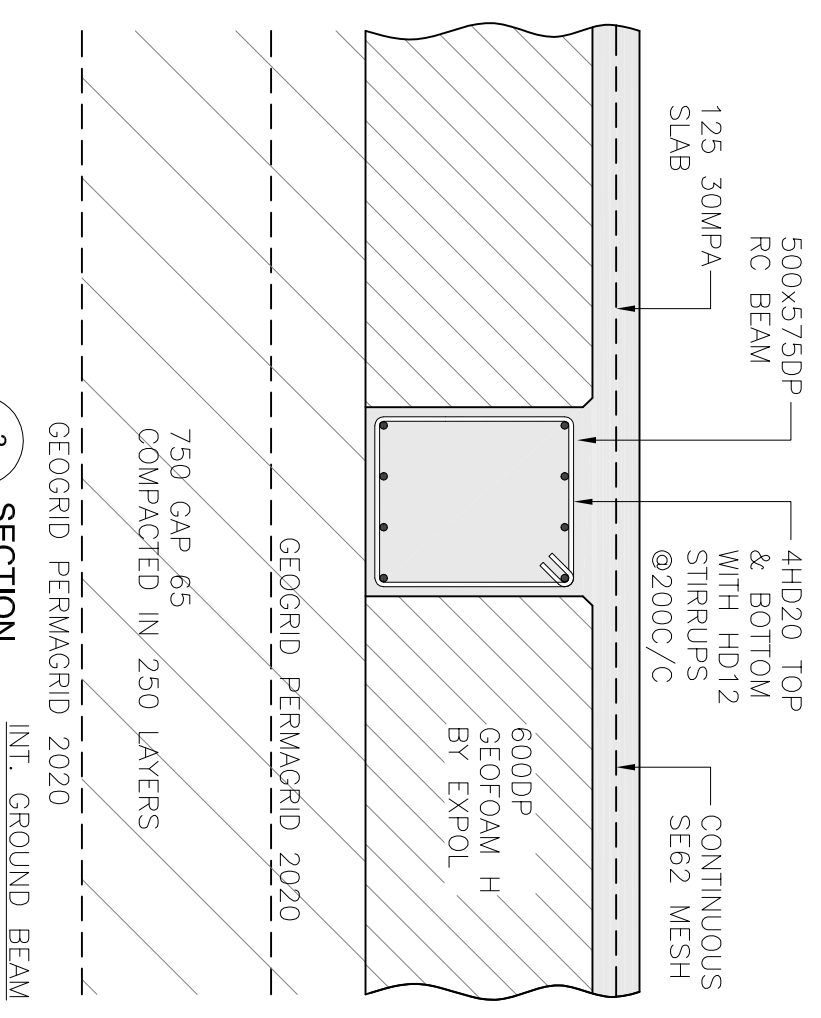 500x575DP
RC BEAM
4HD20 TOP
& BOTTOM
WITH HD12
STIRRUPS
@200C/C
125 30MPA
SLAB
CONTINUOUS
SE62 MESH
600DP
GEOFOAM H
BY EXPOL
GEOGRID PERMAGRID 2020
750 GAP 65
COMPACTED IN 250 LAYERS
GEOGRID PERMAGRID 2020
SECTION
INT. GROUND BEAM